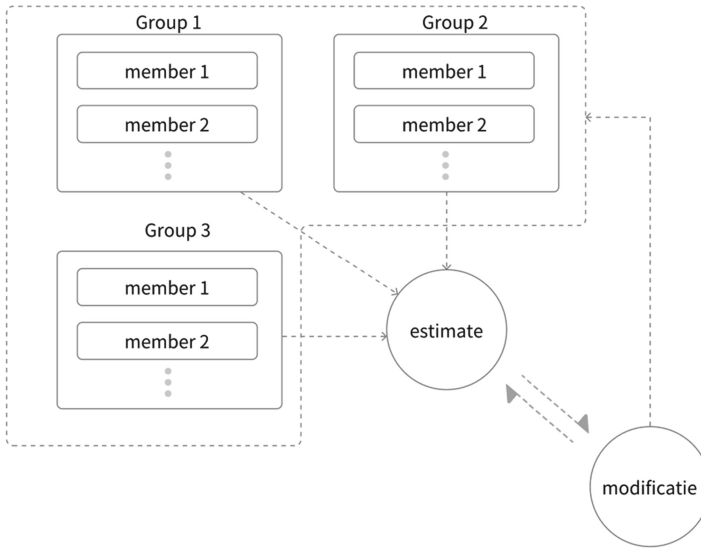 Group 1
member 1
member 2
Group 2
member 1
member 2
Group 3
member 1
member 2
estimate
modificatie